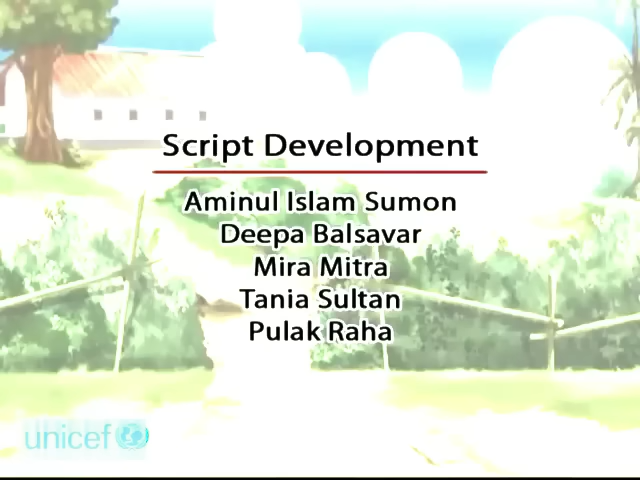 Script Development
Aminul Islam Sumon
Deepa Balsavar
Mira Mitra
Tania Sultan
Pulak Raha
unicef